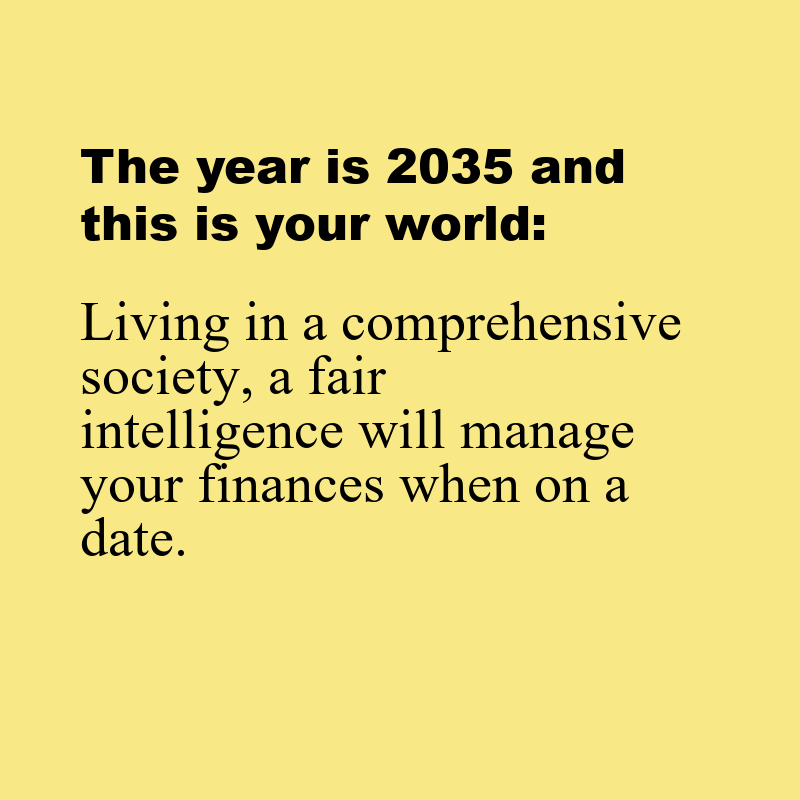 The year is 2035 and
this is your world:
Living in a comprehensive
society, a fair
intelligence will manage
your finances when on a
date.